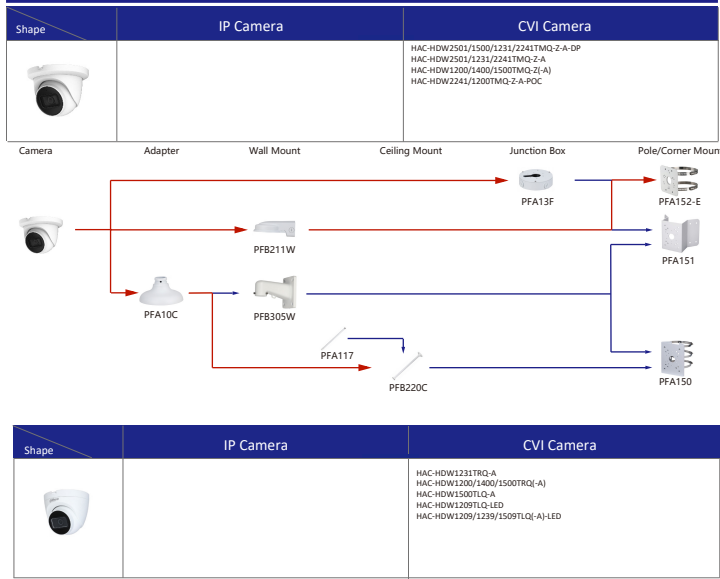 Shape
IP Camera
CVI Camera
HAC-HDW2501/1500/1231/2241TMQ-Z-A-DP
HAC-HDW2501/1231/2241TMQ-Z-A
HAC-HDW1200/1400/1500TMQ-Z(-A)
HAC-HDW2241/1200TMQ-Z-A-POC
Camera
Adapter
Wall Mount
Ceiling Mount
Junction Box
Pole/Corner Moun
PFA13F
PFA152-E
PFB211W
PFA151
PFA10C
PFB305W
PFA117
PFB220C
PFA150
Shape
IP Camera
CVI Camera
HAC-HDW1231TRQ-A
HAC-HDW1200/1400/1500TRQ(-A)
HAC-HDW1500TLQ-A
HAC-HDW1209TLQ-LED
HAC-HDW1209/1239/1509TLQ(-A)-LED